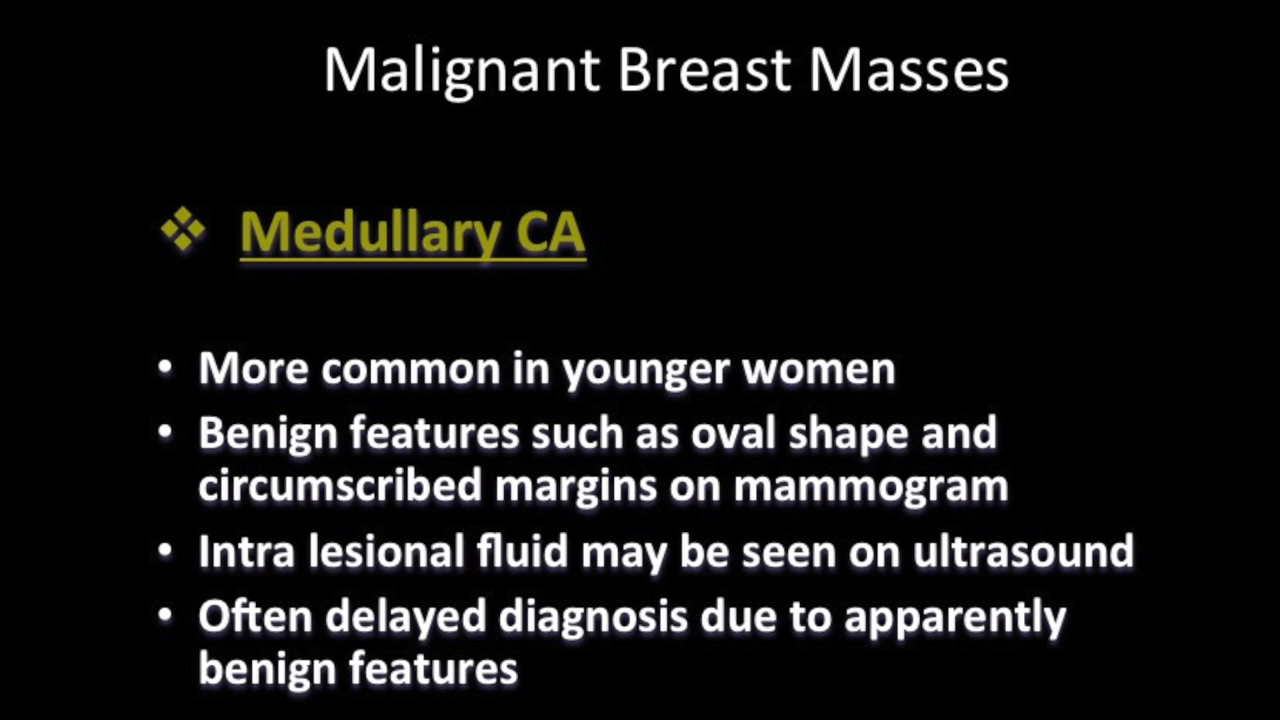 Malignant Breast Masses
❖ Medullary CA
• More common in younger women
• Benign features such as oval shape and
circumscribed margins on mammogram
• Intra lesional fluid may be seen on ultrasound
• Often delayed diagnosis due to apparently
benign features